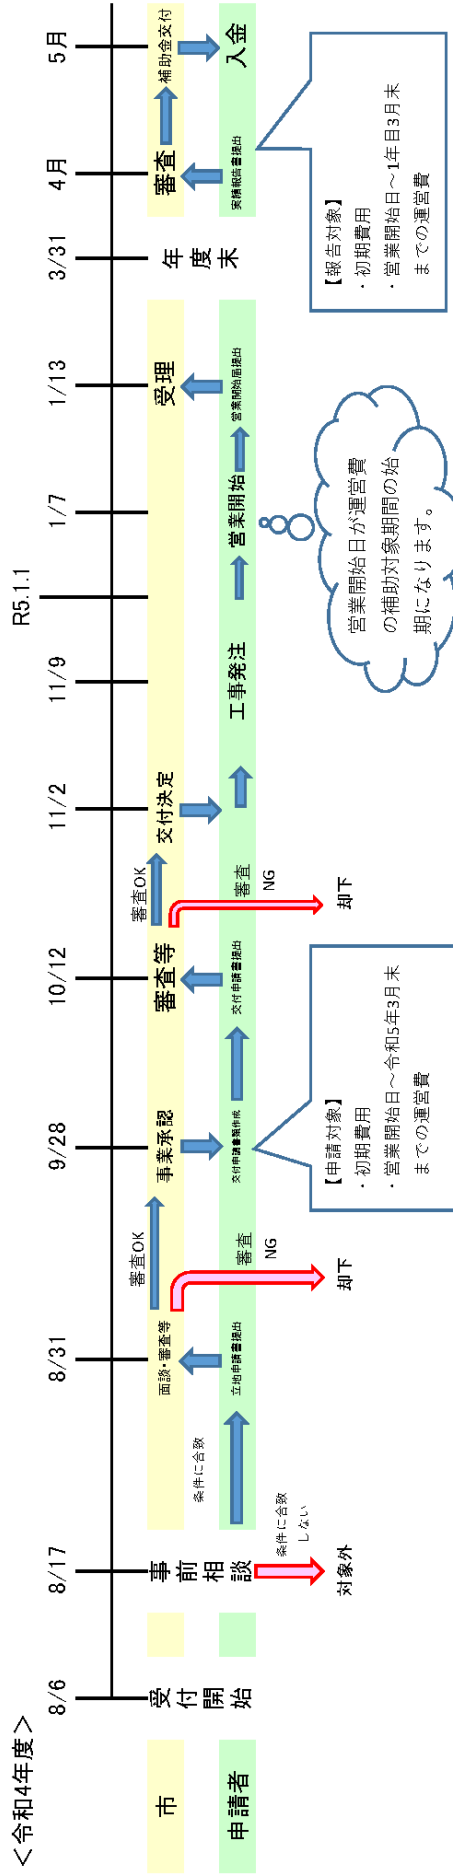 ＜令和4年度＞
8/6
8/17
8/31
9/28
10/12
11/2
11/9
R5.1.1
1/7
1/13
3/31
4月
5月
市
申請者
受付
開始
事前
相談
条件に合致
しない
対象外
条件に合致
立地申請書提出
面談・審査等
審査OK
審査
NG
却下
事業承認
交付申請書類作成
【申請対象】
・初期費用
・営業開始日～令和5年3月末
までの運営費
交付申請書提出
審査等
審査OK
審査
NG
却下
交付決定
工事発注
営業開始
営業開始日が運営費
の補助対象期間の始
期になります。
営業開始届提出
受理
年
度
末
実績報告書提出
審査
補助金交付
入金
【報告対象】
・初期費用
・営業開始日～1年目3月末
までの運営費